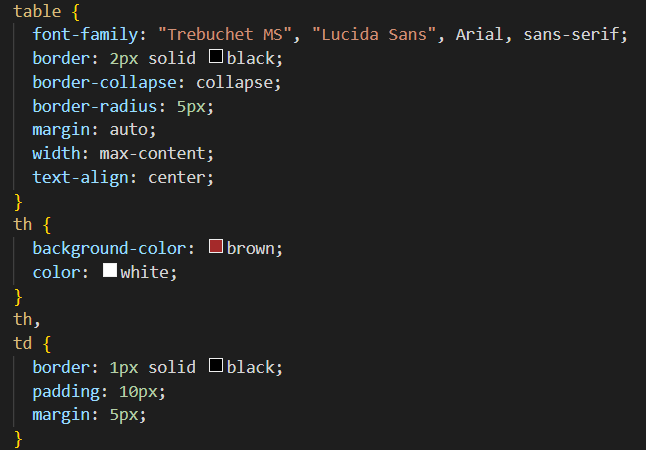 table {
  font-family: "Trebuchet MS", "Lucida Sans", Arial, sans-serif;
  border: 2px solid black;
  border-collapse: collapse;
  border-radius: 5px;
  margin: auto;
  width: max-content;
  text-align: center;
}
th {
  background-color: brown;
  color: white;
}
th,
td {
  border: 1px solid black;
  padding: 10px;
  margin: 5px;
}